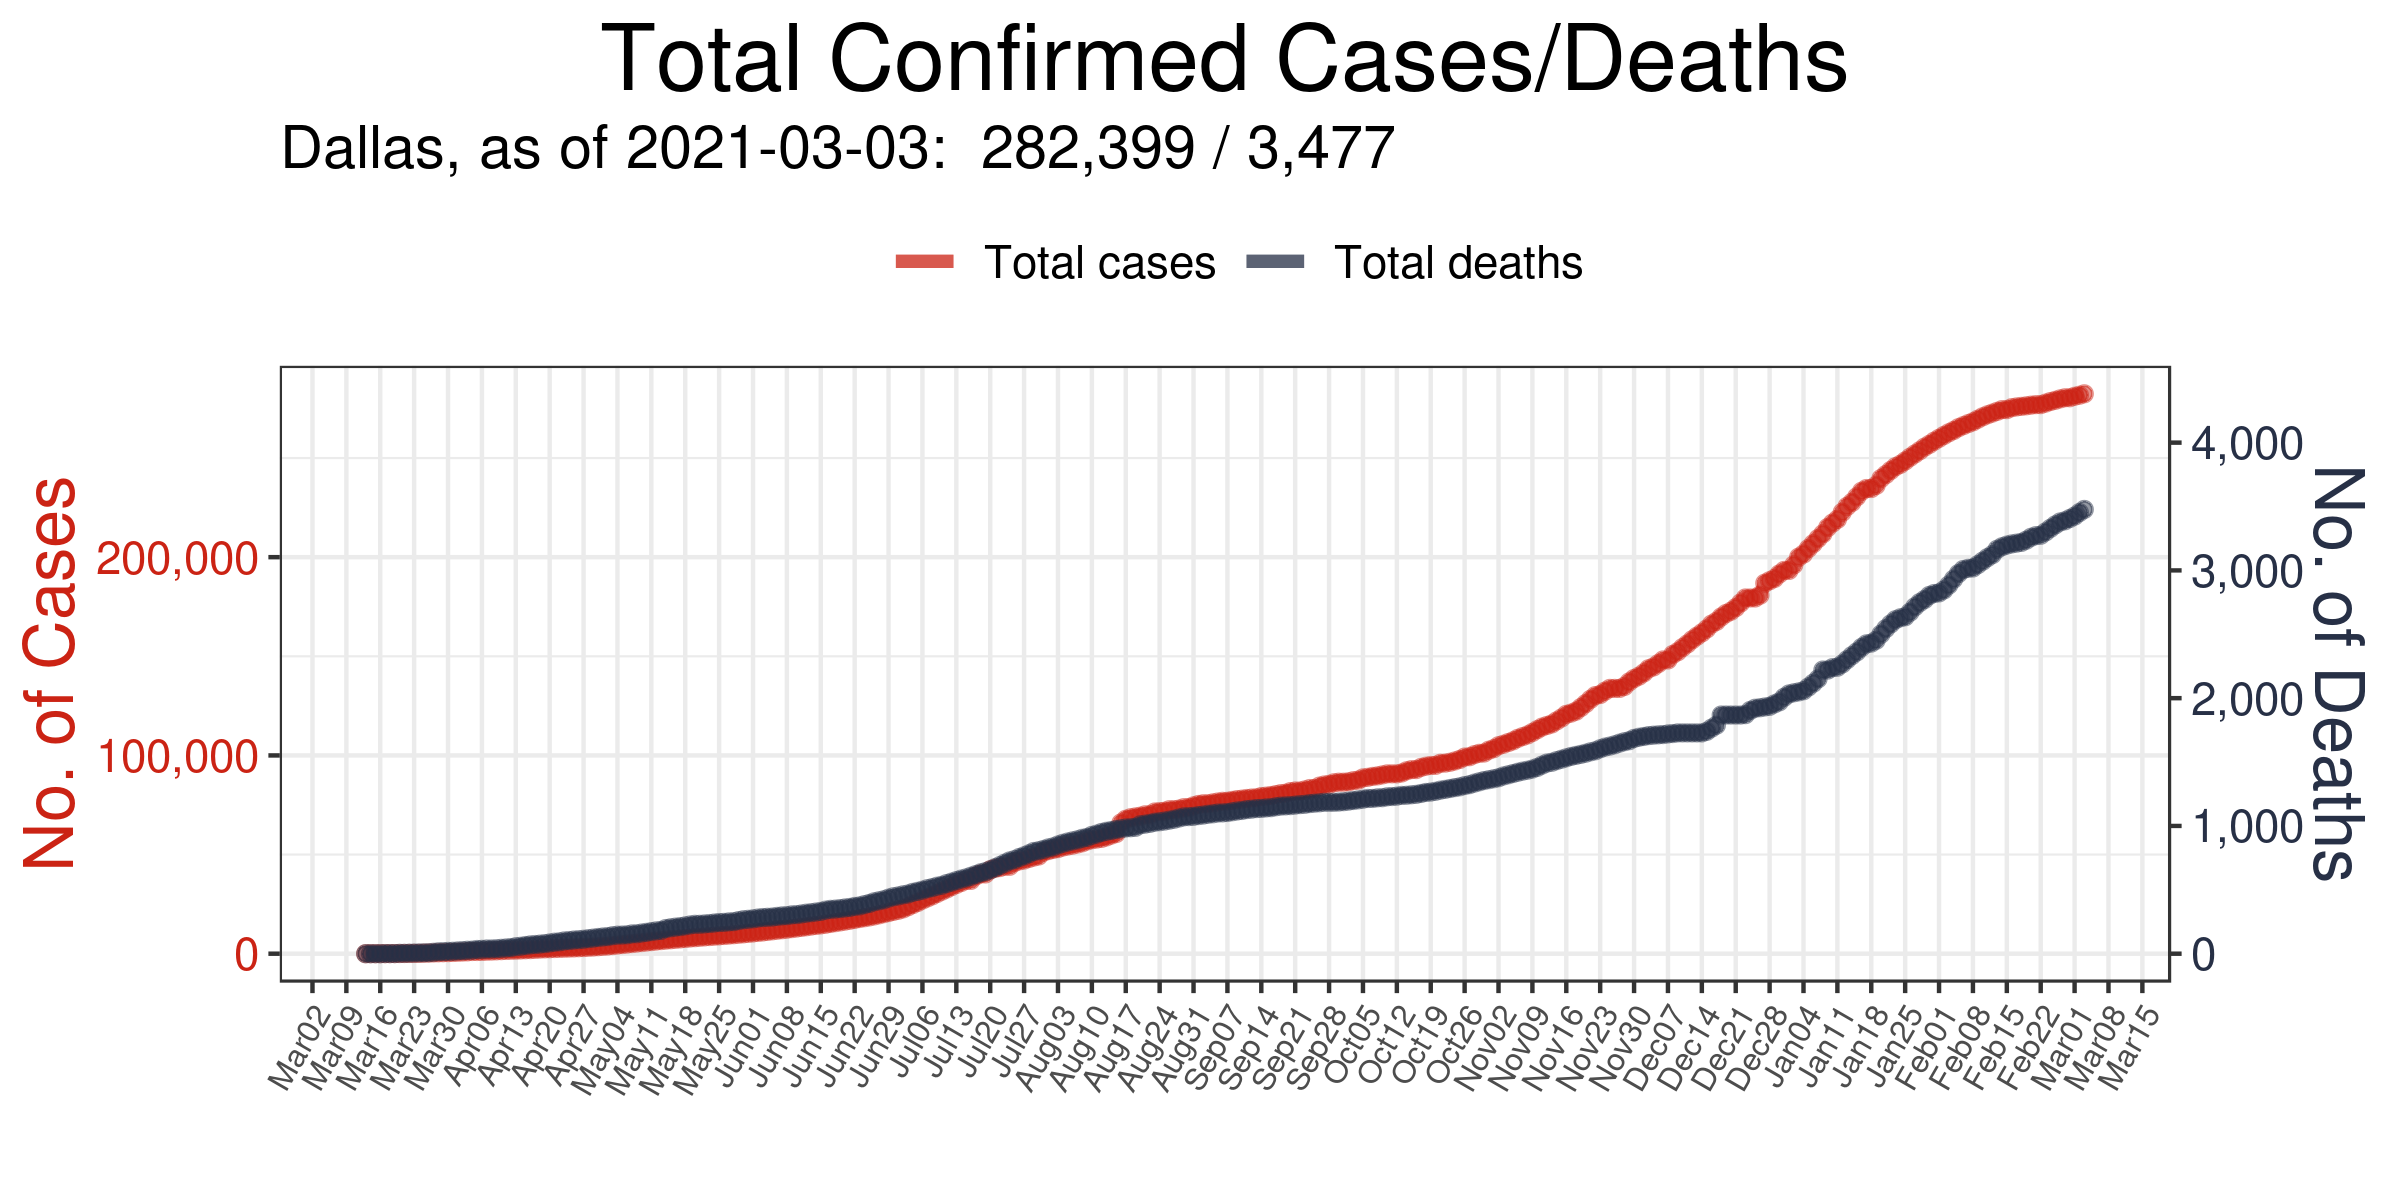 Total Confirmed Cases/Deaths
Dallas, as of 2021-03-03:  282,399 / 3,477
Total cases
Total deaths
No. of Cases
200,000
100,000
0
4,000
3,000
2,000
1,000
0
No. of Deaths
Mar02
Mar09
Mar16
Mar23
Mar30
Apr06
Apr13
Apr20
Apr27
May04
May11
May18
May25
Jun01
Jun08
Jun15
Jun22
Jun29
Jul06
Jul13
Jul20
Jul27
Aug03
Aug10
Aug17
Aug24
Aug31
Sep07
Sep14
Sep21
Sep28
Oct05
Oct12
Oct19
Oct26
Nov02
Nov09
Nov16
Nov23
Nov30
Dec07
Dec14
Dec21
Dec28
Jan04
Jan11
Jan18
Jan25
Feb01
Feb08
Feb15
Feb22
Mar01
Mar08
Mar15